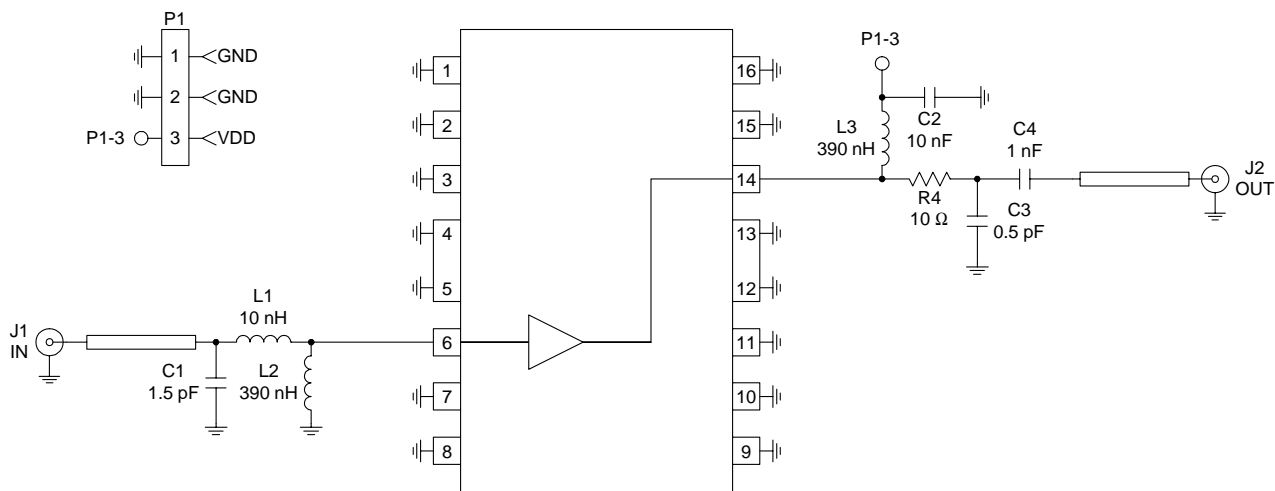 P1
1 GND
2 GND
P1-3 3 VDD
P1-3
1 16
2 15
3 14
4 13
5 12
6 11
7 10
8 9
L3
390 nH
C2
10 nF
C4
1 nF
R4
10 Ω
C3
0.5 pF
J2
OUT
J1
IN
L1
10 nH
C1
1.5 pF
L2
390 nH